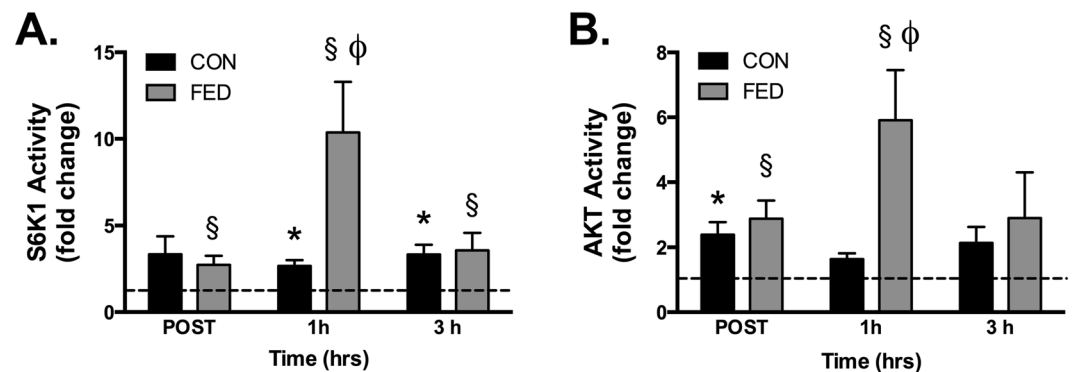 A.
S6K1 Activity
(fold change)
15
10
5
0
CON
FED
§
*
§ ϕ
*
§
POST
1h
3 h
Time (hrs)
B.
AKT Activity
(fold change)
8
6
4
2
0
CON
FED
*
§
§ ϕ
POST
1h
3 h
Time (hrs)